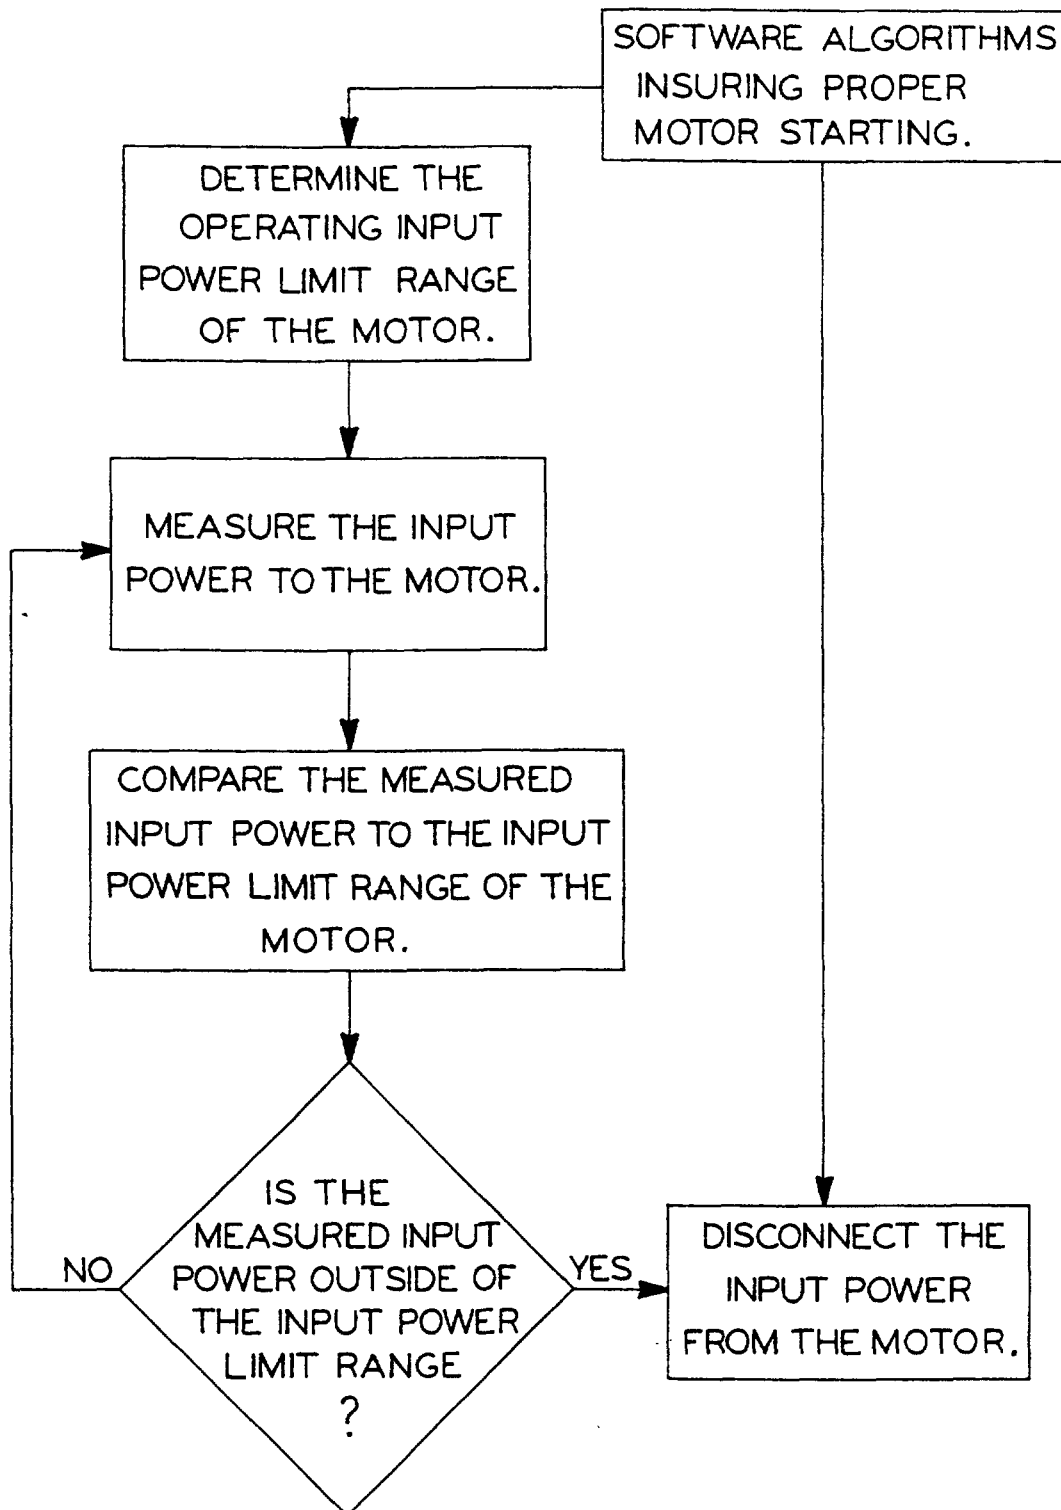 SOFTWARE ALGORITHMS
INSURING PROPER
MOTOR STARTING.
DETERMINE THE
OPERATING INPUT
POWER LIMIT RANGE
OF THE MOTOR.
MEASURE THE INPUT
POWER TO THE MOTOR.
COMPARE THE MEASURED
INPUT POWER TO THE INPUT
POWER LIMIT RANGE OF THE
MOTOR.
IS THE
MEASURED INPUT
POWER OUTSIDE OF
THE INPUT POWER
LIMIT RANGE
?
NO
YES
DISCONNECT THE
INPUT POWER
FROM THE MOTOR.